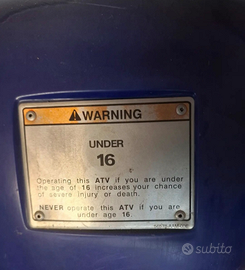 WARNING
UNDER
16
Operating this ATV if you are under
the age of 16 increases your chance
of severe injury or death.
NEVER operate this ATV if you are
under age 16.
subito